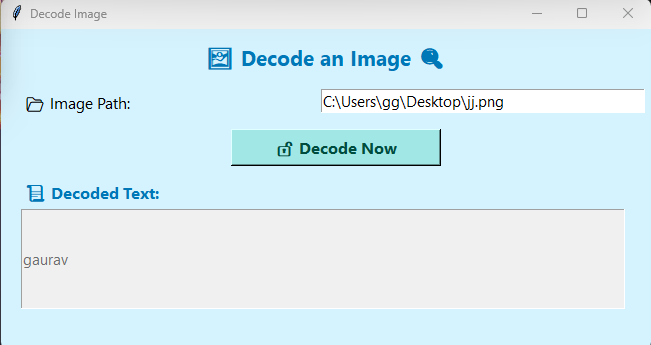 Decode Image
Decode an Image
Image Path: C:\Users\gg\Desktop\jj.png
Decode Now
Decoded Text:
gaurav